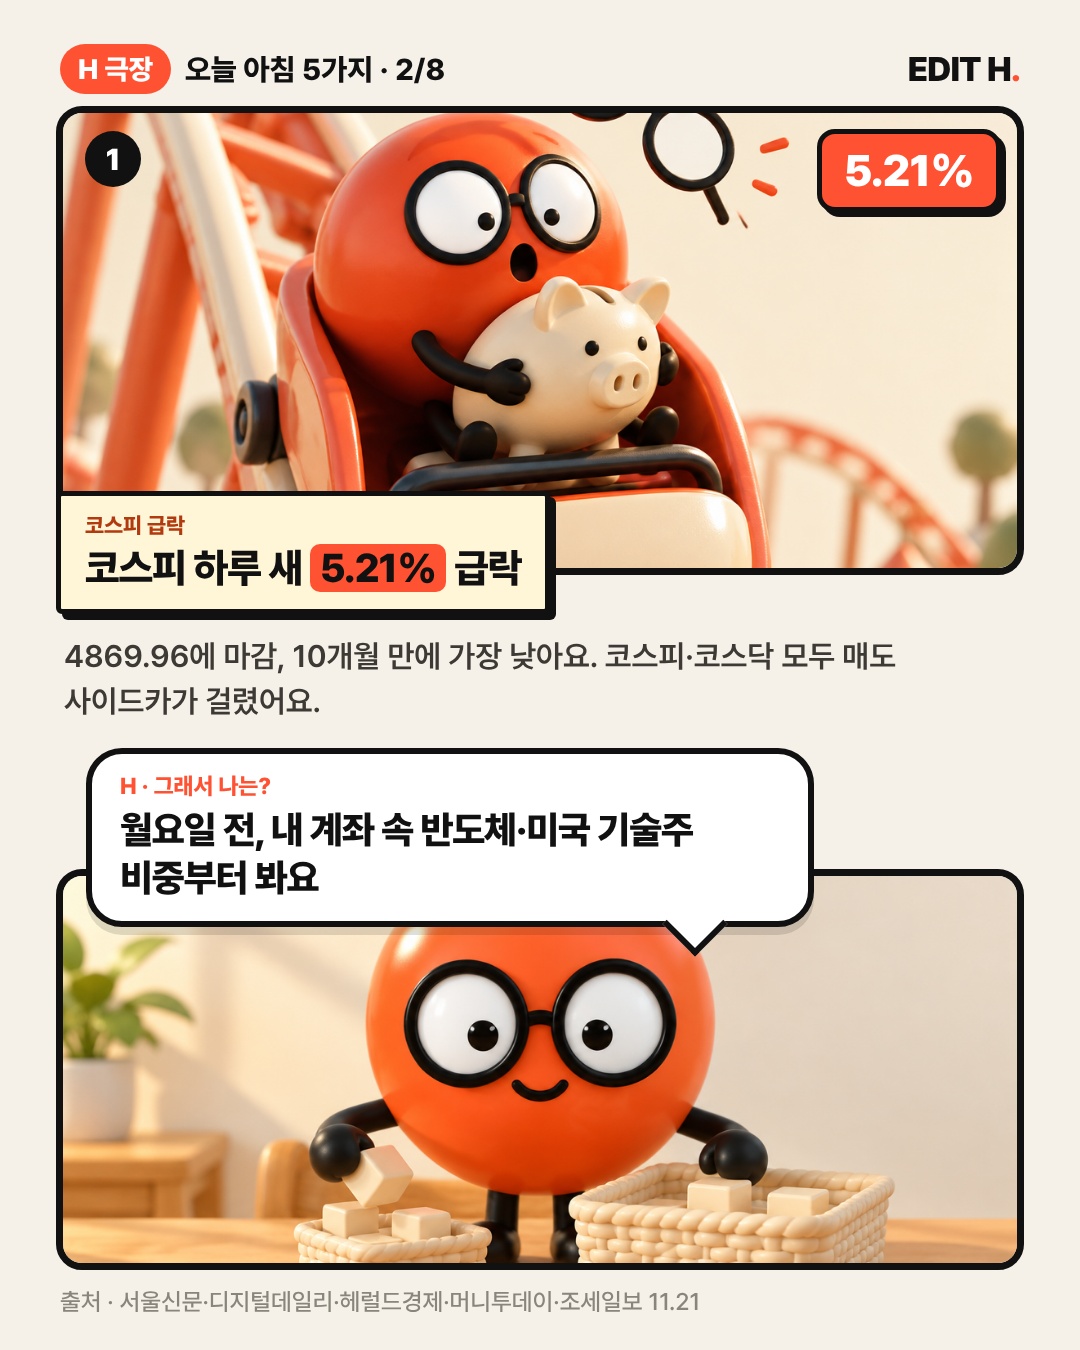 H 극장
오늘 아침 5가지 · 2/8
EDIT H.
1
5.21%
코스피 급락
코스피 하루 새 5.21% 급락
4869.96에 마감, 10개월 만에 가장 낮아요. 코스피·코스닥 모두 매도
사이드카가 걸렸어요.
H · 그래서 나는?
월요일 전, 내 계좌 속 반도체·미국 기술주
비중부터 봐요
출처 · 서울신문·디지털데일리·헤럴드경제·머니투데이·조세일보 11.21